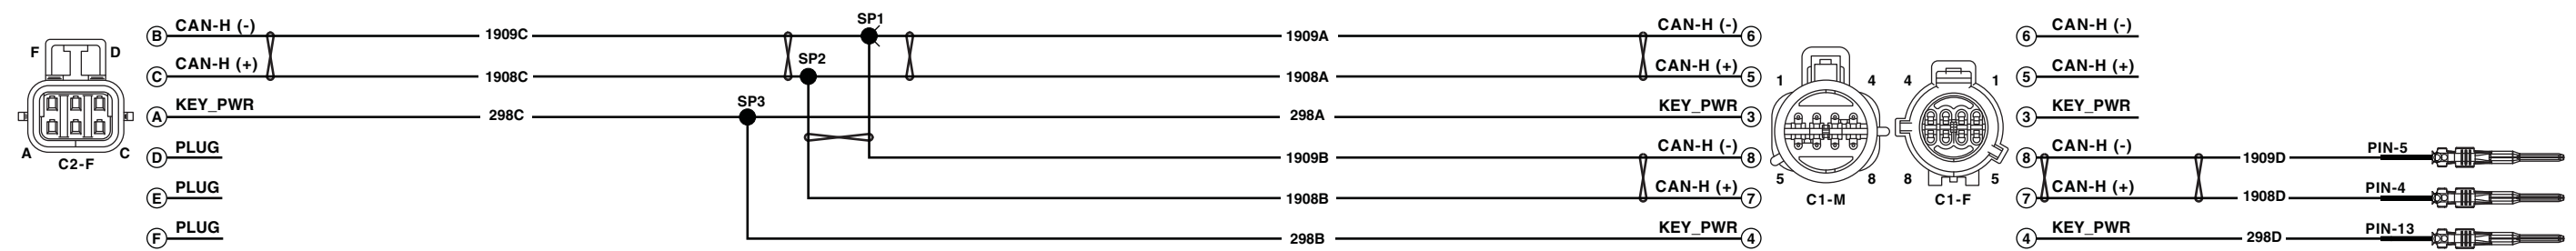 F D
A C
C2-F
B CAN-H (-) 1909C SP1 1909A CAN-H (-) 6
C CAN-H (+) 1908C SP2 1908A CAN-H (+) 5
A KEY_PWR 298C SP3 298A KEY_PWR 3
D PLUG 1909B CAN-H (-) 8
E PLUG 1908B CAN-H (+) 7
F PLUG 298B KEY_PWR 4
1 4
5 8
C1-M
4 1
8 5
C1-F
6 CAN-H (-)
5 CAN-H (+)
3 KEY_PWR
8 CAN-H (-) 1909D PIN-5
7 CAN-H (+) 1908D PIN-4
4 KEY_PWR 298D PIN-13